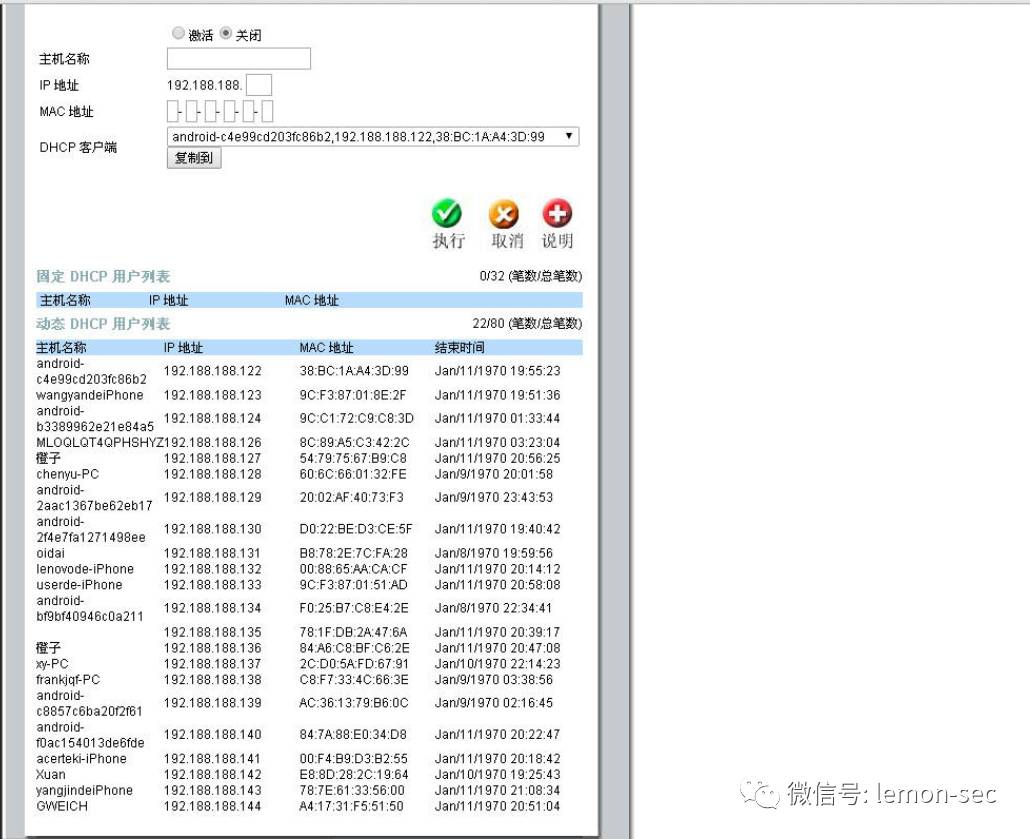 激活 关闭
主机名称
IP 地址 192.188.188.
MAC 地址 - - - - -
DHCP 客户端 android-c4e99cd203fc86b2,192.188.188.122,38:BC:1A:A4:3D:99
复制到
执行 取消 说明
固定 DHCP 用户列表 0/32 (笔数/总笔数)
主机名称 IP 地址 MAC 地址
动态 DHCP 用户列表 22/80 (笔数/总笔数)
主机名称 IP 地址 MAC 地址 结束时间
android-
c4e99cd203fc86b2 192.188.188.122 38:BC:1A:A4:3D:99 Jan/11/1970 19:55:23
wangyandeiPhone 192.188.188.123 9C:F3:87:01:8E:2F Jan/11/1970 19:51:36
android-
b3389962e21e84a5 192.188.188.124 9C:C1:72:C9:C8:3D Jan/11/1970 01:33:44
MLOQLQT4QPHSHYZ 192.188.188.126 8C:89:A5:C3:42:2C Jan/11/1970 03:23:04
橙子 192.188.188.127 54:79:75:67:B9:C8 Jan/11/1970 20:56:25
chenyu-PC 192.188.188.128 60:6C:66:01:32:FE Jan/9/1970 20:01:58
android-
2aac1367be62eb17 192.188.188.129 20:02:AF:40:73:F3 Jan/9/1970 23:43:53
android-
2f4e7fa1271498ee 192.188.188.130 D0:22:BE:D3:CE:5F Jan/11/1970 19:40:42
oidai 192.188.188.131 B8:78:2E:7C:FA:28 Jan/8/1970 19:59:56
lenovode-iPhone 192.188.188.132 00:88:65:AA:CA:CF Jan/11/1970 20:14:12
userde-iPhone 192.188.188.133 9C:F3:87:01:51:AD Jan/11/1970 20:58:08
android-
bf9bf40946c0a211 192.188.188.134 F0:25:B7:C8:E4:2E Jan/8/1970 22:34:41
192.188.188.135 78:1F:DB:2A:47:6A Jan/11/1970 20:39:17
橙子 192.188.188.136 84:A6:C8:BF:C6:2E Jan/11/1970 20:47:08
xy-PC 192.188.188.137 2C:D0:5A:FD:67:91 Jan/10/1970 22:14:23
frankjqf-PC 192.188.188.138 C8:F7:33:4C:66:3E Jan/9/1970 03:38:56
android-
c8857c6ba20f2f61 192.188.188.139 AC:36:13:79:B6:0C Jan/9/1970 02:16:45
android-
f0ac154013de6fde 192.188.188.140 84:7A:88:E0:34:D8 Jan/11/1970 20:22:47
acerteki-iPhone 192.188.188.141 00:F4:B9:D3:B2:55 Jan/11/1970 20:18:42
Xuan 192.188.188.142 E8:8D:28:2C:19:64 Jan/10/1970 19:25:43
yangjindeiPhone 192.188.188.143 78:7E:61:33:56:00 Jan/11/1970 21:08:34
GWEICH 192.188.188.144 A4:17:31:F5:51:50 Jan/11/1970 20:51:04
微信号: lemon-sec